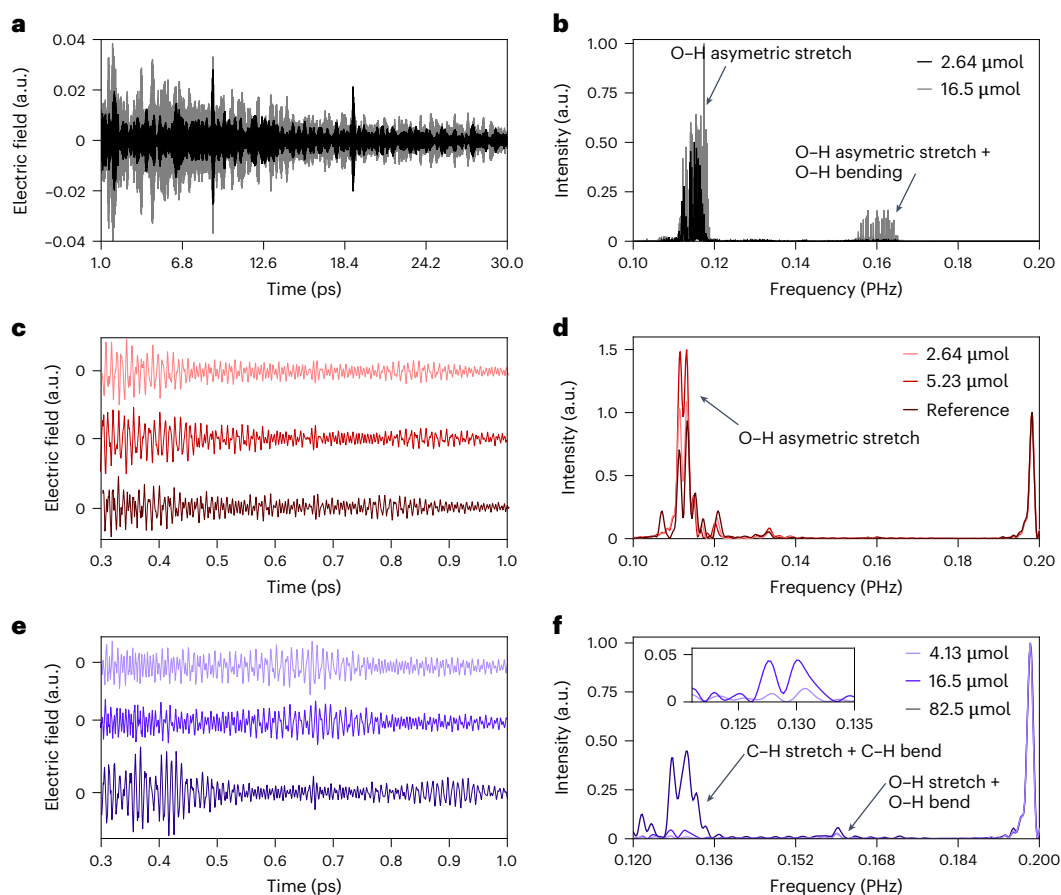 a
0.04
0.02
0
−0.02
−0.04
Electric field (a.u.)
1.0 6.8 12.6 18.4 24.2 30.0
Time (ps)
b
1.00
0.75
0.50
0.25
0
Intensity (a.u.)
O–H asymetric stretch
2.64 µmol
16.5 µmol
O–H asymetric stretch +
O–H bending
0.10 0.12 0.14 0.16 0.18 0.20
Frequency (PHz)
c
0
0
0
Electric field (a.u.)
0.3 0.4 0.5 0.6 0.7 0.8 0.9 1.0
Time (ps)
d
1.5
1.0
0.5
0
Intensity (a.u.)
2.64 µmol
5.23 µmol
Reference
O–H asymetric stretch
0.10 0.12 0.14 0.16 0.18 0.20
Frequency (PHz)
e
0
0
0
Electric field (a.u.)
0.3 0.4 0.5 0.6 0.7 0.8 0.9 1.0
Time (ps)
f
1.00
0.75
0.50
0.25
0
Intensity (a.u.)
0.05
0
0.125 0.130 0.135
4.13 µmol
16.5 µmol
82.5 µmol
C–H stretch + C–H bend
O–H stretch +
O–H bend
0.120 0.136 0.152 0.168 0.184 0.200
Frequency (PHz)